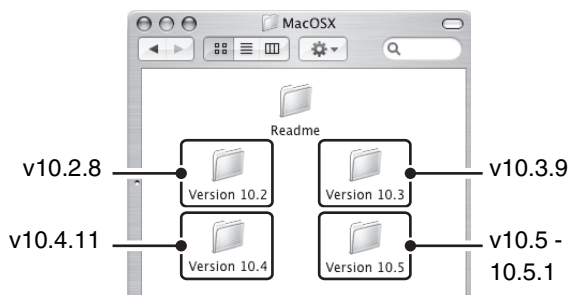 MacOSX
Readme
v10.2.8
Version 10.2
Version 10.3
v10.3.9
v10.4.11
Version 10.4
Version 10.5
v10.5 -
10.5.1